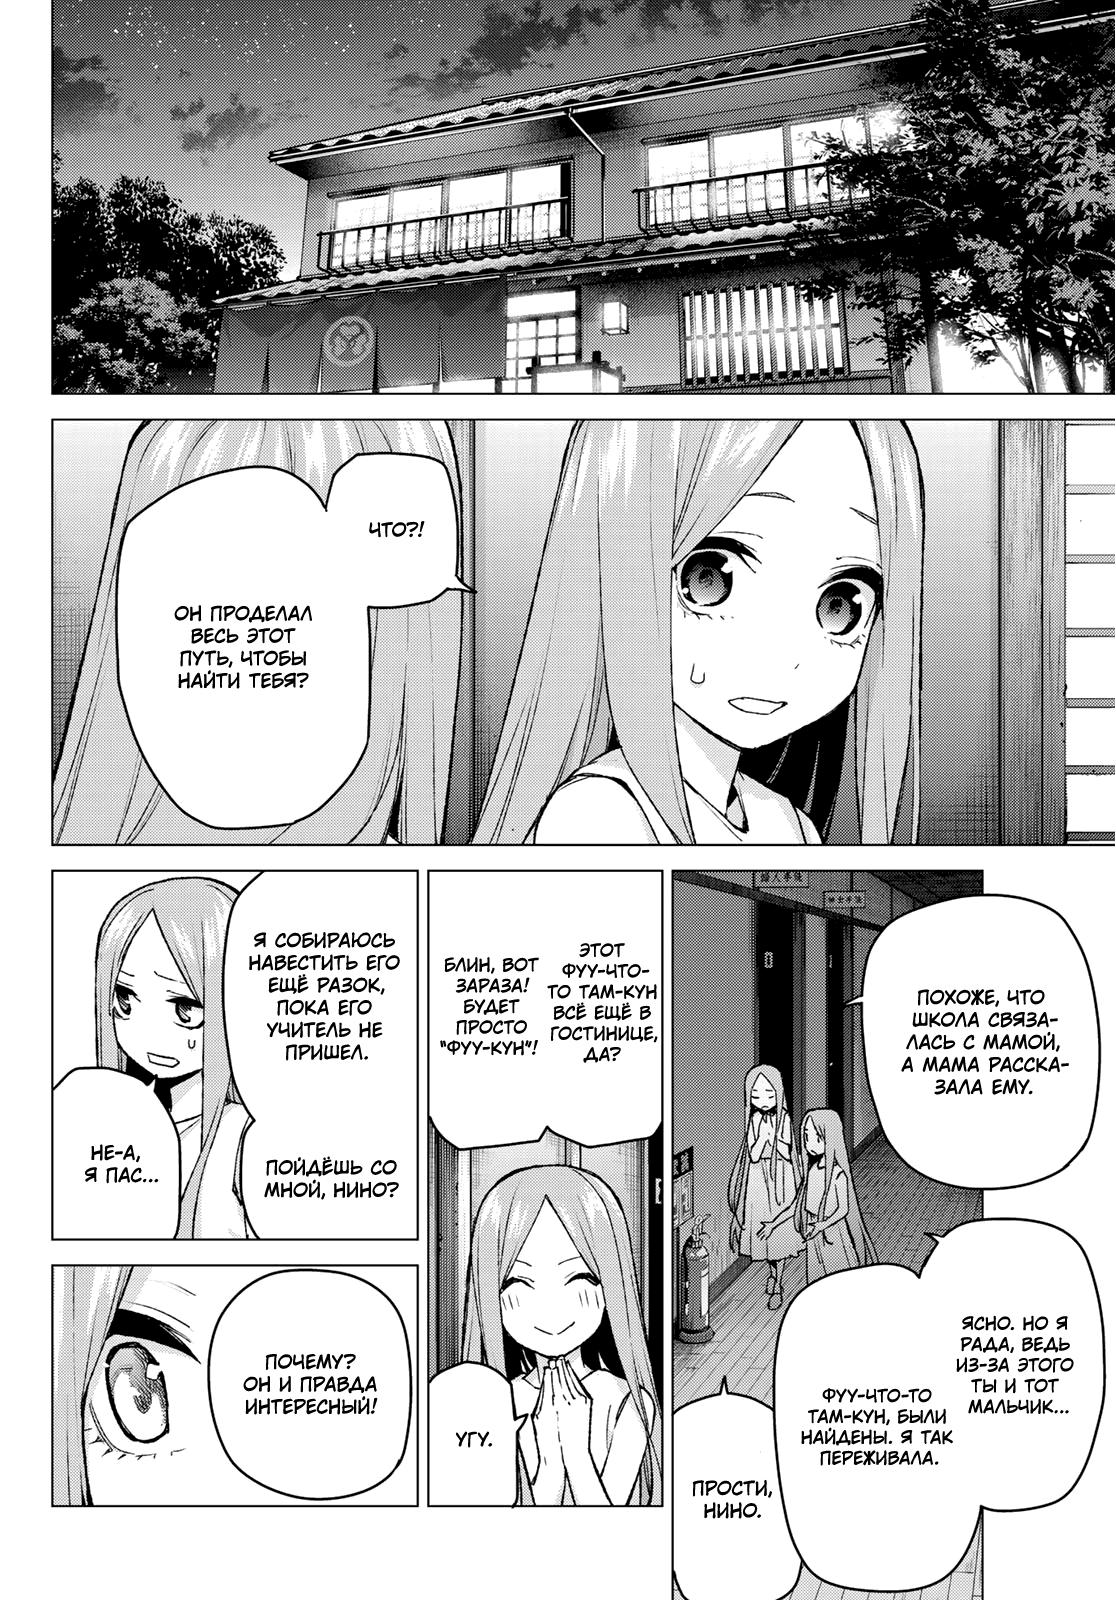 ЧТО?!
ОН ПРОДЕЛАЛ
ВЕСЬ ЭТОТ
ПУТЬ, ЧТОБЫ
НАЙТИ ТЕБЯ?
ПОХОЖЕ, ЧТО
ШКОЛА СВЯЗА-
ЛАСЬ С МАМОЙ,
А МАМА РАССКА-
ЗАЛА ЕМУ.
ЯСНО. НО Я
РАДА, ВЕДЬ
ИЗ-ЗА ЭТОГО
ТЫ И ТОТ
МАЛЬЧИК...
ФУУ-ЧТО-ТО
ТАМ-КУН, БЫЛИ
НАЙДЕНЫ. Я ТАК
ПЕРЕЖИВАЛА.
ПРОСТИ,
НИНО.
ЭТОТ
ФУУ-ЧТО-
ТО ТАМ-КУН
ВСЁ ЕЩЁ В
ГОСТИНИЦЕ,
ДА?
БЛИН, ВОТ
ЗАРАЗА!
БУДЕТ
ПРОСТО
"ФУУ-КУН"!
УГУ.
Я СОБИРАЮСЬ
НАВЕСТИТЬ ЕГО
ЕЩЁ РАЗОК,
ПОКА ЕГО
УЧИТЕЛЬ НЕ
ПРИШЕЛ.
ПОЙДЁШЬ СО
МНОЙ, НИНО?
НЕ-А,
Я ПАС...
ПОЧЕМУ?
ОН И ПРАВДА
ИНТЕРЕСНЫЙ!